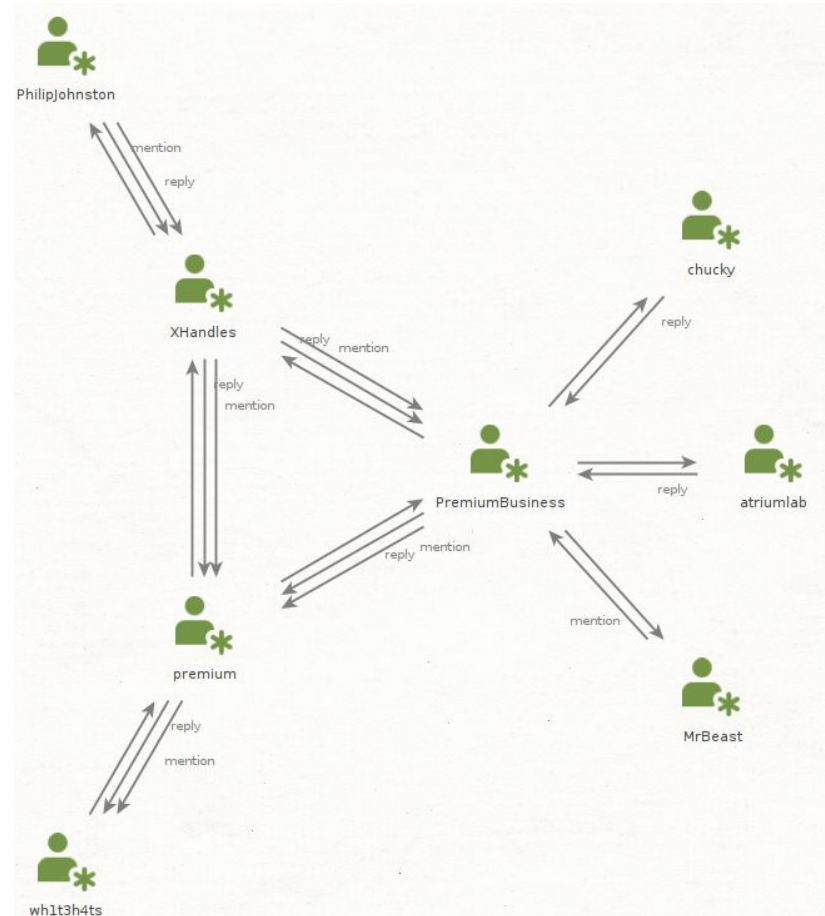 PhilipJohnston
mention
reply
chucky
XHandles
reply
reply
mention
reply
mention
PremiumBusiness
reply
atriumlab
mention
reply
mention
premium
reply
mention
MrBeast
wh1t3h4ts